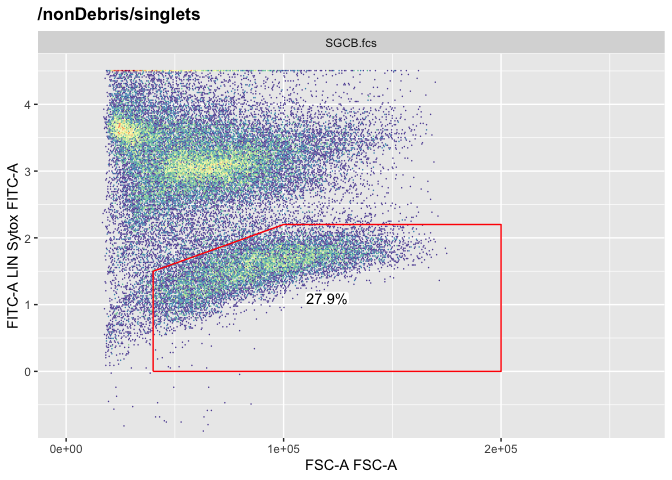 /nonDebris/singlets
SGCB.fcs
FITC-A LIN Sytox FITC-A
4
3
2
1
0
27.9%
0e+00
1e+05
2e+05
FSC-A FSC-A